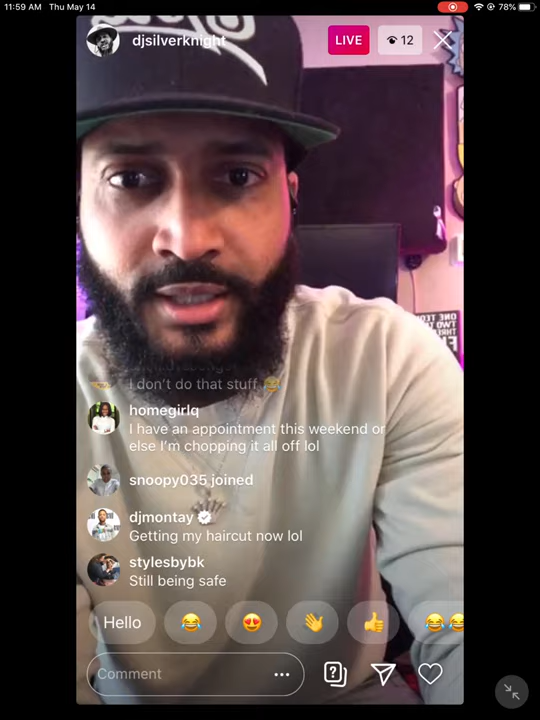 11:59 AM Thu May 14
78%
djsilverknight
LIVE
12
I don't do that stuff 😂
homegirlq
I have an appointment this weekend or
else I'm chopping it all off lol
snoopy035 joined
djmontay
Getting my haircut now lol
stylesbybk
Still being safe
Hello
Comment